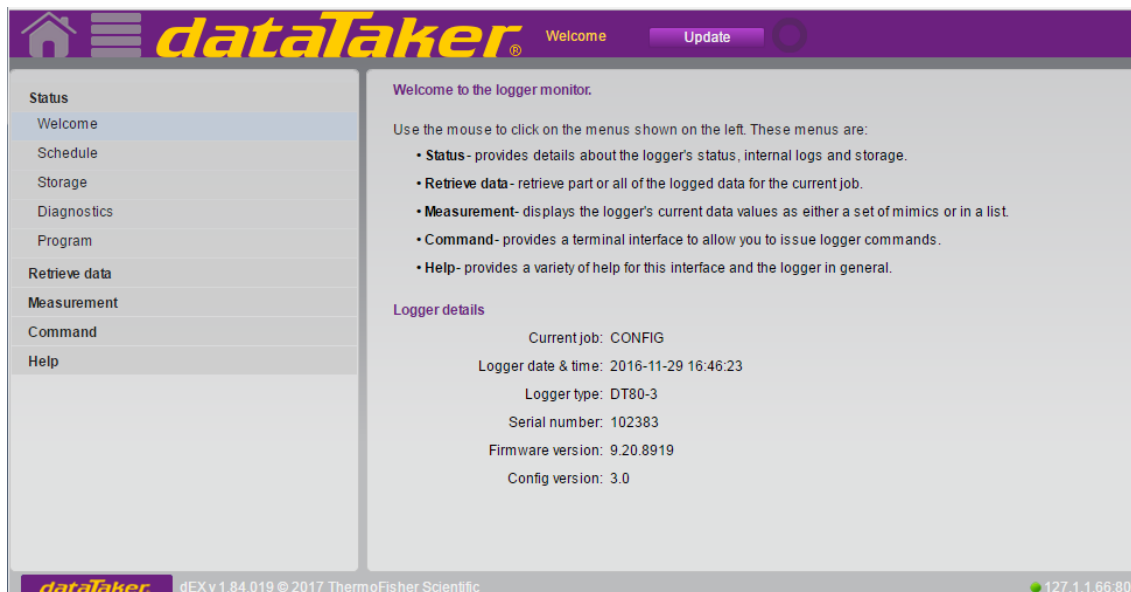 dataTaker® Welcome Update
Status
Welcome
Schedule
Storage
Diagnostics
Program
Retrieve data
Measurement
Command
Help
Welcome to the logger monitor.
Use the mouse to click on the menus shown on the left. These menus are:
• Status - provides details about the logger's status, internal logs and storage.
• Retrieve data - retrieve part or all of the logged data for the current job.
• Measurement- displays the logger's current data values as either a set of mimics or in a list.
• Command- provides a terminal interface to allow you to issue logger commands.
• Help- provides a variety of help for this interface and the logger in general.
Logger details
Current job: CONFIG
Logger date & time: 2016-11-29 16:46:23
Logger type: DT80-3
Serial number: 102383
Firmware version: 9.20.8919
Config version: 3.0
dataTaker dEX v 1.84.019 © 2017 ThermoFisher Scientific 127.1.1.66:80